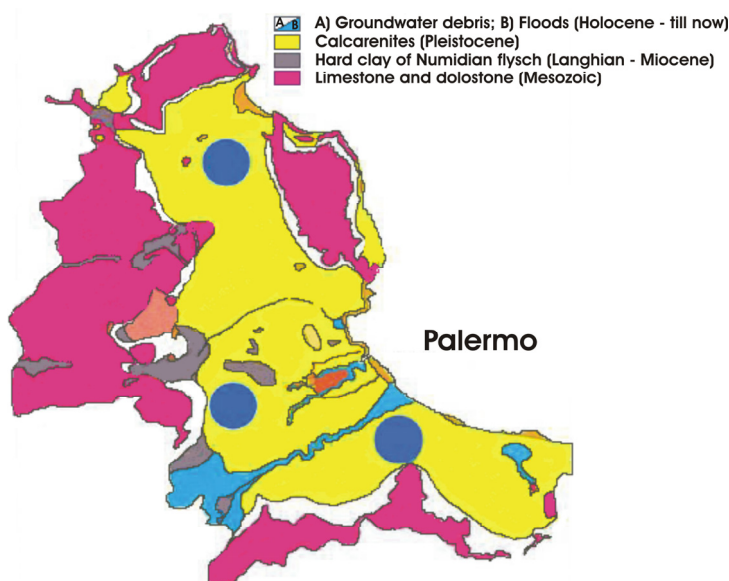 A B A) Groundwater debris; B) Floods (Holocene - till now)
Calcarenites (Pleistocene)
Hard clay of Numidian flysch (Langhian - Miocene)
Limestone and dolostone (Mesozoic)
Palermo